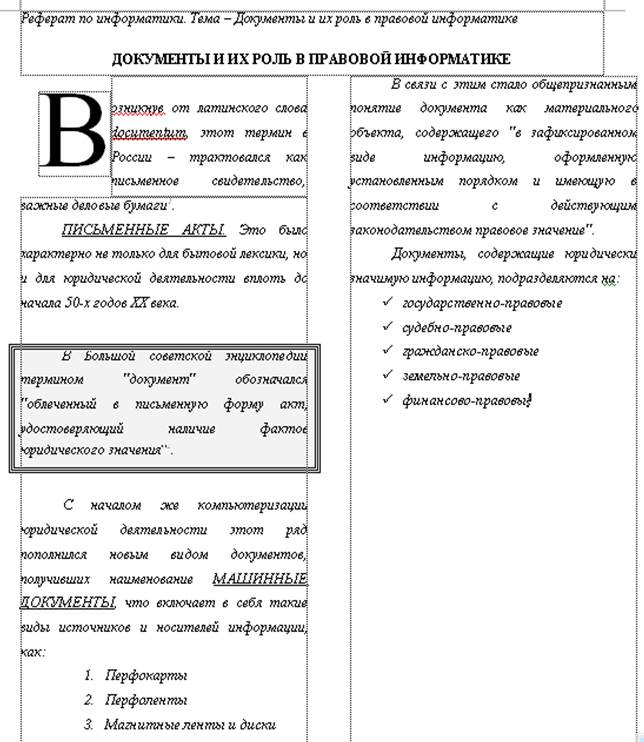 Реферат по информатики. Тема – Документы и их роль в правовой информатике
ДОКУМЕНТЫ И ИХ РОЛЬ В ПРАВОВОЙ ИНФОРМАТИКЕ
Возникнув от латинского слова
documentum, этот термин в
России – трактовался как
письменное свидетельство,
важные деловые бумаги.
ПИСЬМЕННЫЕ АКТЫ. Это было
характерно не только для бытовой лексики, но
и для юридической деятельности вплоть до
начала 50-х годов XX века.
В Большой советской энциклопедии
термином "документ" обозначался
"облеченный в письменную форму акт,
удостоверяющий наличие фактов
юридического значения".
С началом же компьютеризации
юридической деятельности этот ряд
пополнился новым видом документов,
получивших наименование МАШИННЫЕ
ДОКУМЕНТЫ, что включает в себя такие
виды источников и носителей информации,
как:
1. Перфокарты
2. Перфоленты
3. Магнитные ленты и диски
В связи с этим стало общепризнанным
понятие документа как материального
объекта, содержащего "в зафиксированном
виде информацию, оформленную
установленным порядком и имеющую в
соответствии с действующим
законодательством правовое значение".
Документы, содержащие юридически
значимую информацию, подразделяются на:
✓ государственно-правовые
✓ судебно-правовые
✓ гражданско-правовые
✓ земельно-правовые
✓ финансово-правовые